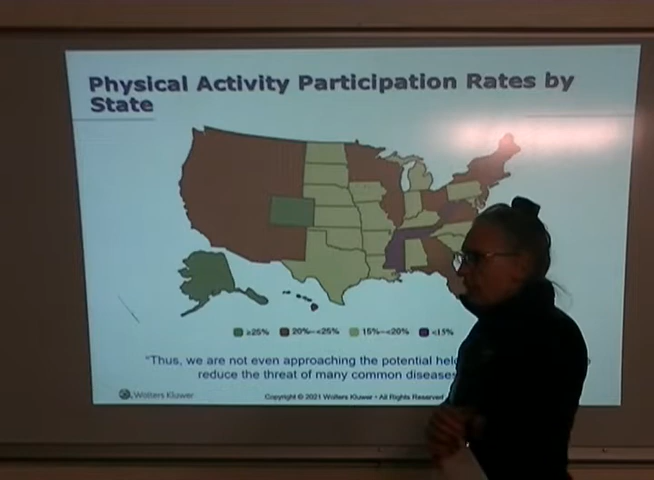 Physical Activity Participation Rates by
State
≥25% 20%-<25% 15%-<20% <15%
"Thus, we are not even approaching the potential
reduce the threat of many common diseases
Wolters Kluwer Copyright © 2021 Wolters Kluwer • All Rights Reserved